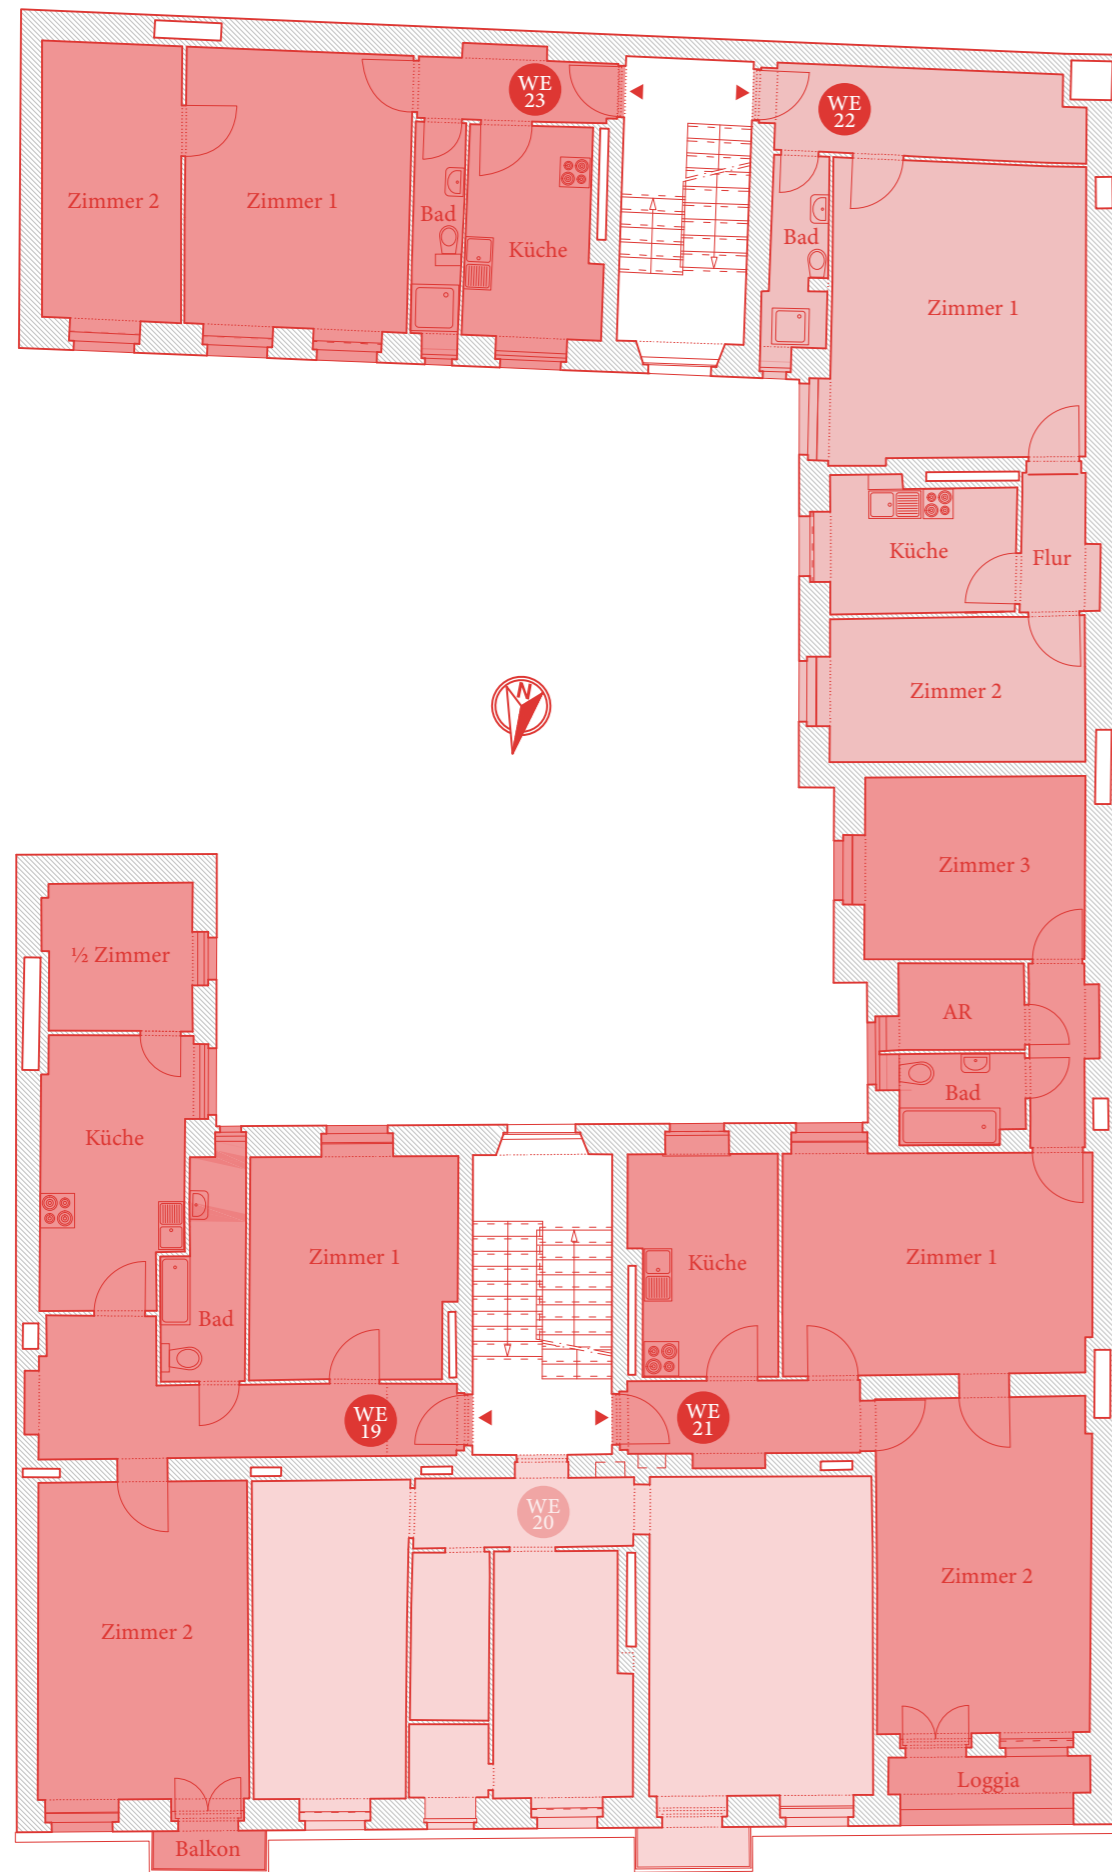 WE
23
WE
22
Zimmer 2
Zimmer 1
Bad
Küche
Bad
Zimmer 1
Küche
Flur
N
Zimmer 2
Zimmer 3
½ Zimmer
AR
Bad
Küche
Zimmer 1
Küche
Zimmer 1
Bad
WE
19
WE
21
WE
20
Zimmer 2
Zimmer 2
Loggia
Balkon